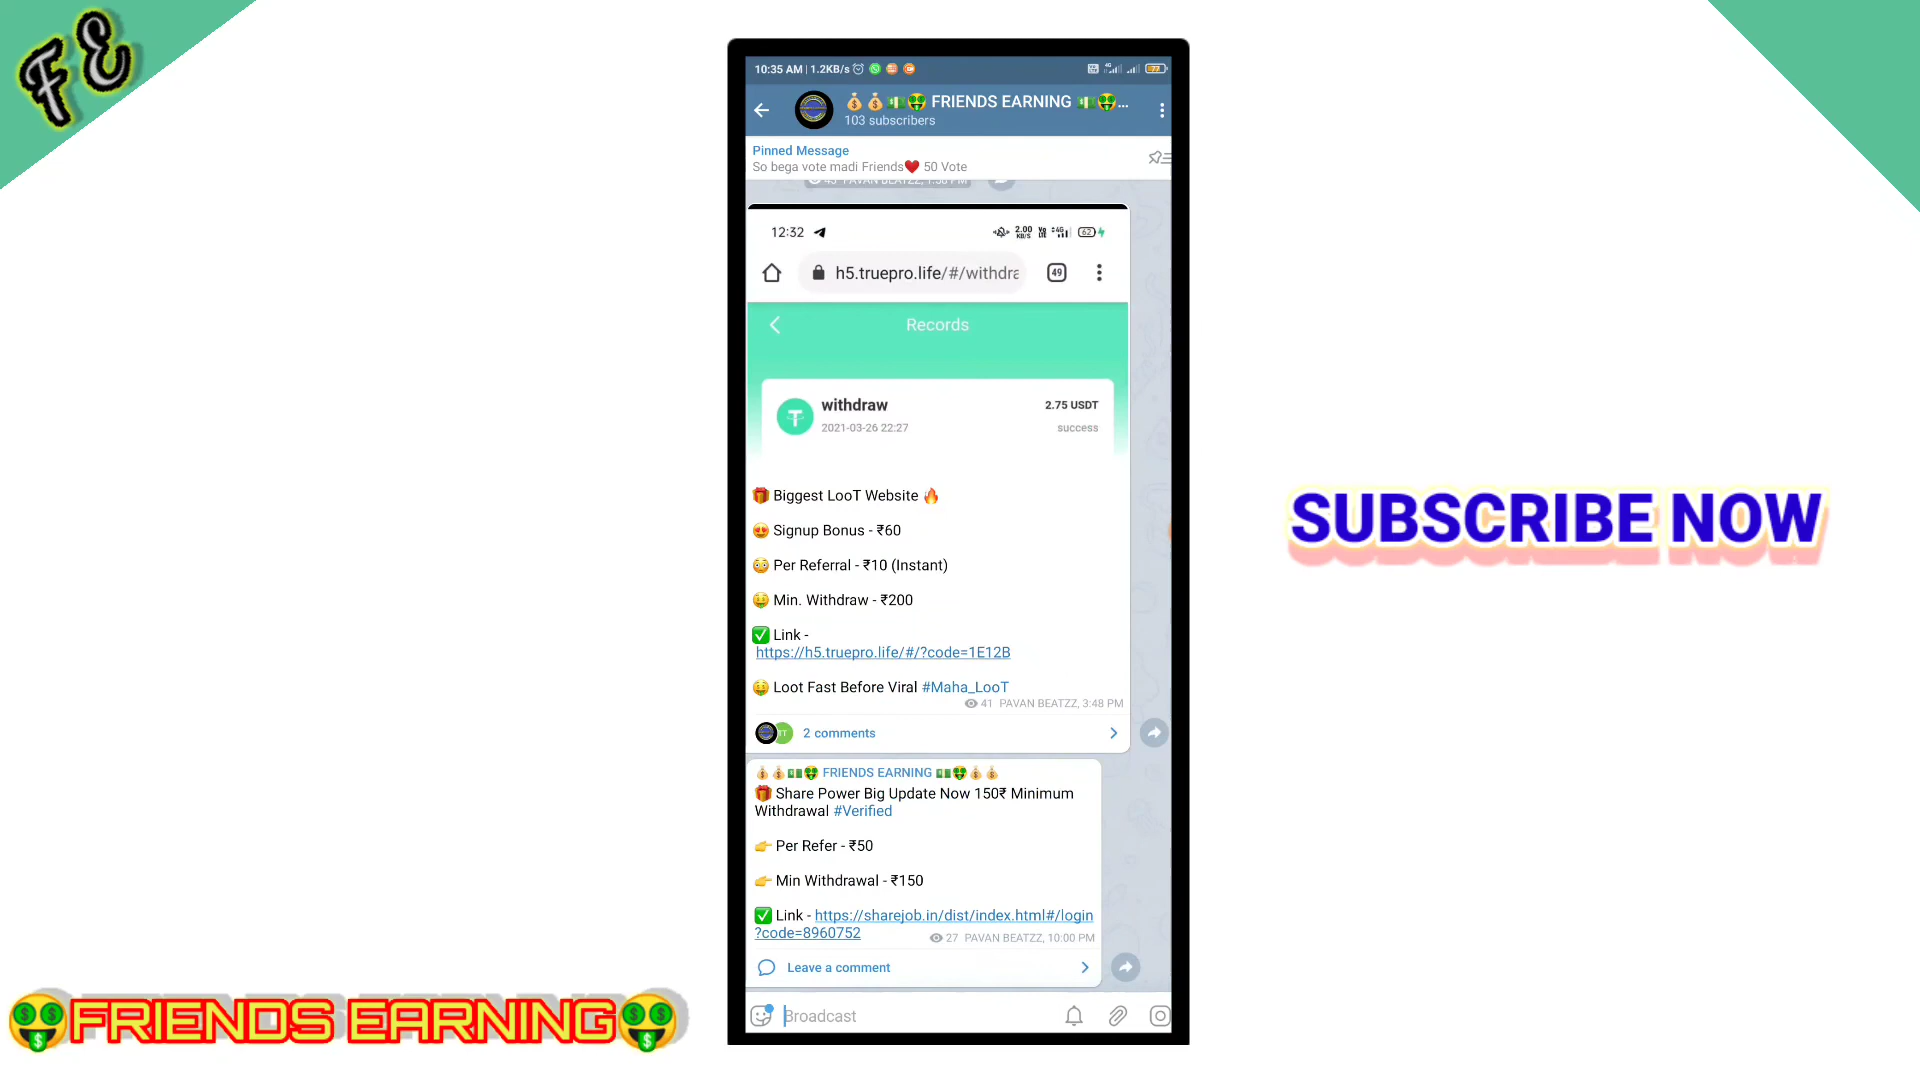 FE
10:35 AM | 1.2KB/s
FRIENDS EARNING ...
103 subscribers
Pinned Message
So bega vote madi Friends❤️ 50 Vote
12:32
2.00 KB/S
62
h5.truepro.life/#/withdra
49
Records
withdraw
2.75 USDT
2021-03-26 22:27
success
🎁 Biggest LooT Website 🔥
😍 Signup Bonus - ₹60
😳 Per Referral - ₹10 (Instant)
🤑 Min. Withdraw - ₹200
✅ Link -
https://h5.truepro.life/#/?code=1E12B
🤑 Loot Fast Before Viral #Maha_LooT
41 PAVAN BEATZZ, 3:48 PM
2 comments
💰💰💵🤑 FRIENDS EARNING 💵🤑💰💰
🎁 Share Power Big Update Now 150₹ Minimum
Withdrawal #Verified
👉 Per Refer - ₹50
👉 Min Withdrawal - ₹150
✅ Link - https://sharejob.in/dist/index.html#/login
?code=8960752
27 PAVAN BEATZZ, 10:00 PM
Leave a comment
Broadcast
SUBSCRIBE NOW
🤑FRIENDS EARNING🤑